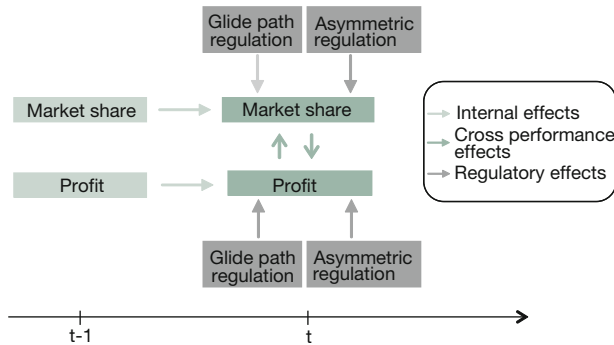 Glide path
regulation
Asymmetric
regulation
Market share
Market share
Internal effects
Cross performance
effects
Regulatory effects
Profit
Profit
Glide path
regulation
Asymmetric
regulation
t-1
t